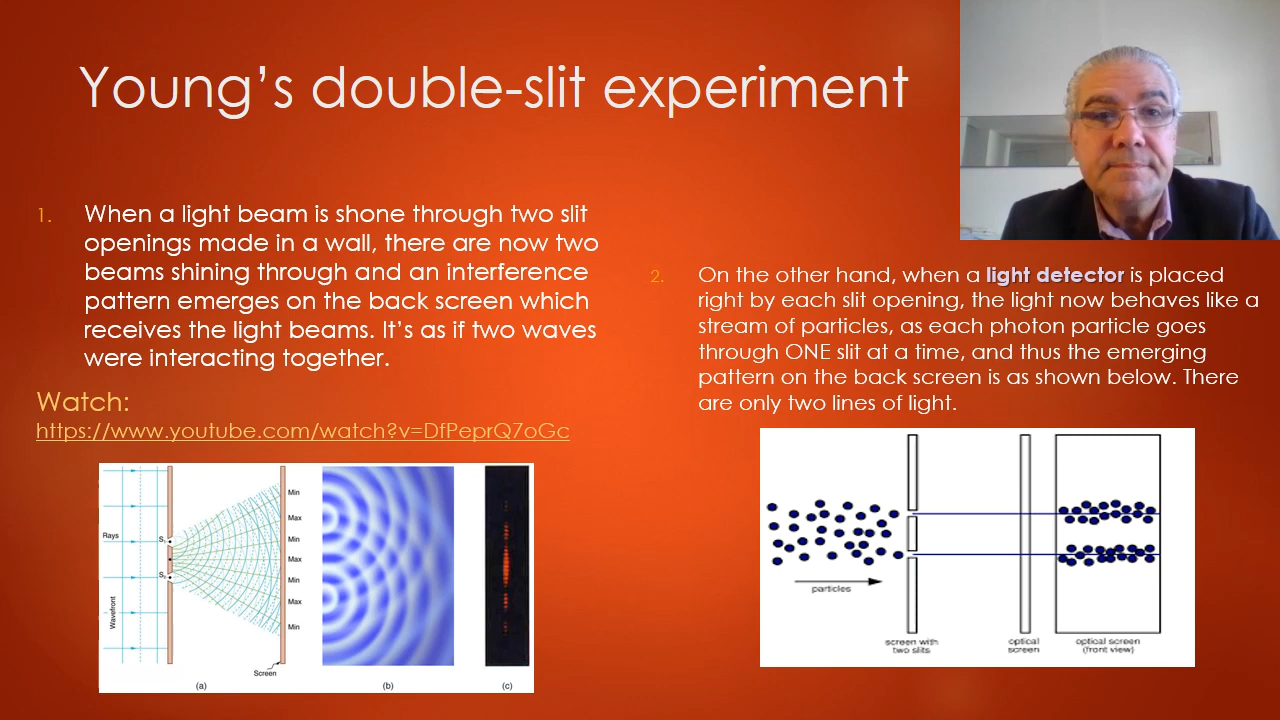 Young’s double-slit experiment
1. When a light beam is shone through two slit
openings made in a wall, there are now two
beams shining through and an interference
pattern emerges on the back screen which
receives the light beams. It’s as if two waves
were interacting together.
Watch:
https://www.youtube.com/watch?v=DfPeprQ7oGc
Rays
Wavefront
S₁
S₂
Min
Max
Min
Max
Min
Max
Min
Screen
(a)
(b)
(c)
2. On the other hand, when a light detector is placed
right by each slit opening, the light now behaves like a
stream of particles, as each photon particle goes
through ONE slit at a time, and thus the emerging
pattern on the back screen is as shown below. There
are only two lines of light.
particles
screen with
two slits
optical
screen
optical screen
(front view)